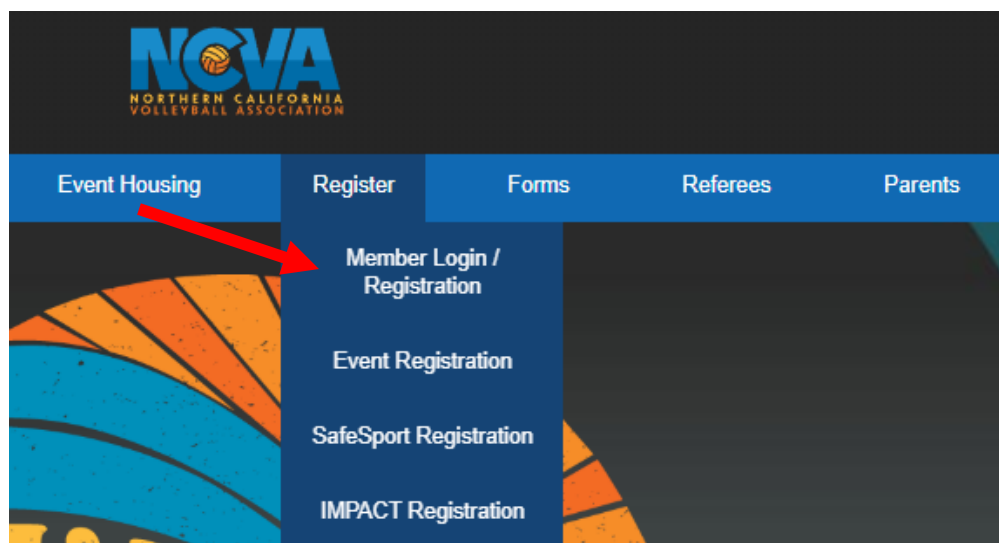 NCVA
NORTHERN CALIFORNIA
VOLLEYBALL ASSOCIATION
Event Housing Register Forms Referees Parents
Member Login /
Registration
Event Registration
SafeSport Registration
IMPACT Registration